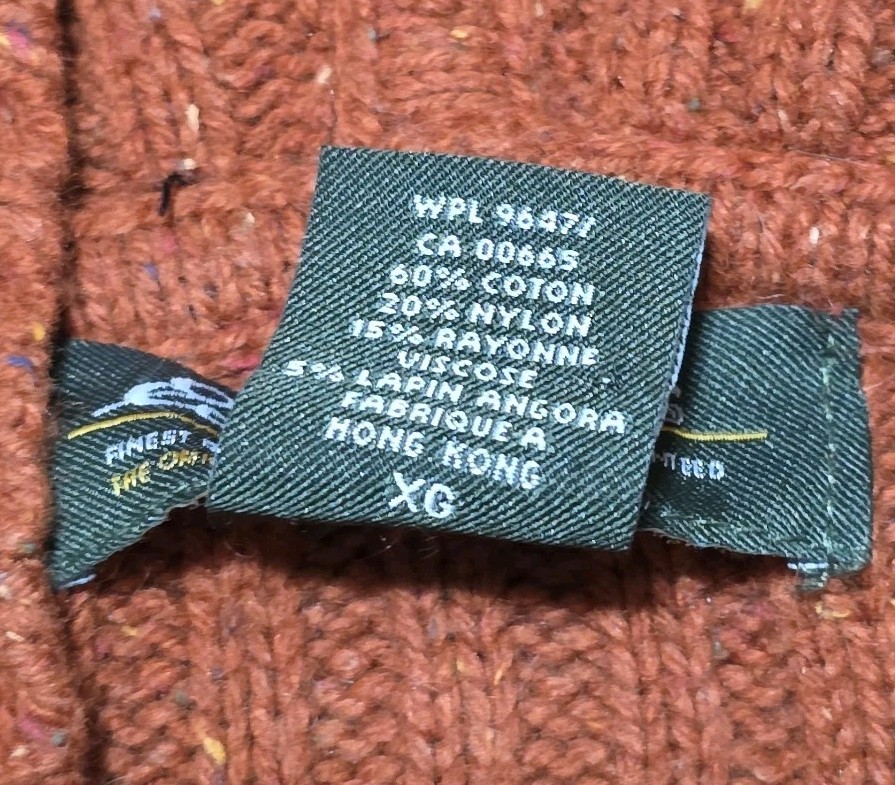 WPL 96471
CA 00665
60% COTON
20% NYLON
15% RAYONNE
VISCOSE
5% LAPIN ANGORA
FABRIQUE A
HONG KONG
XG
FINEST
THE